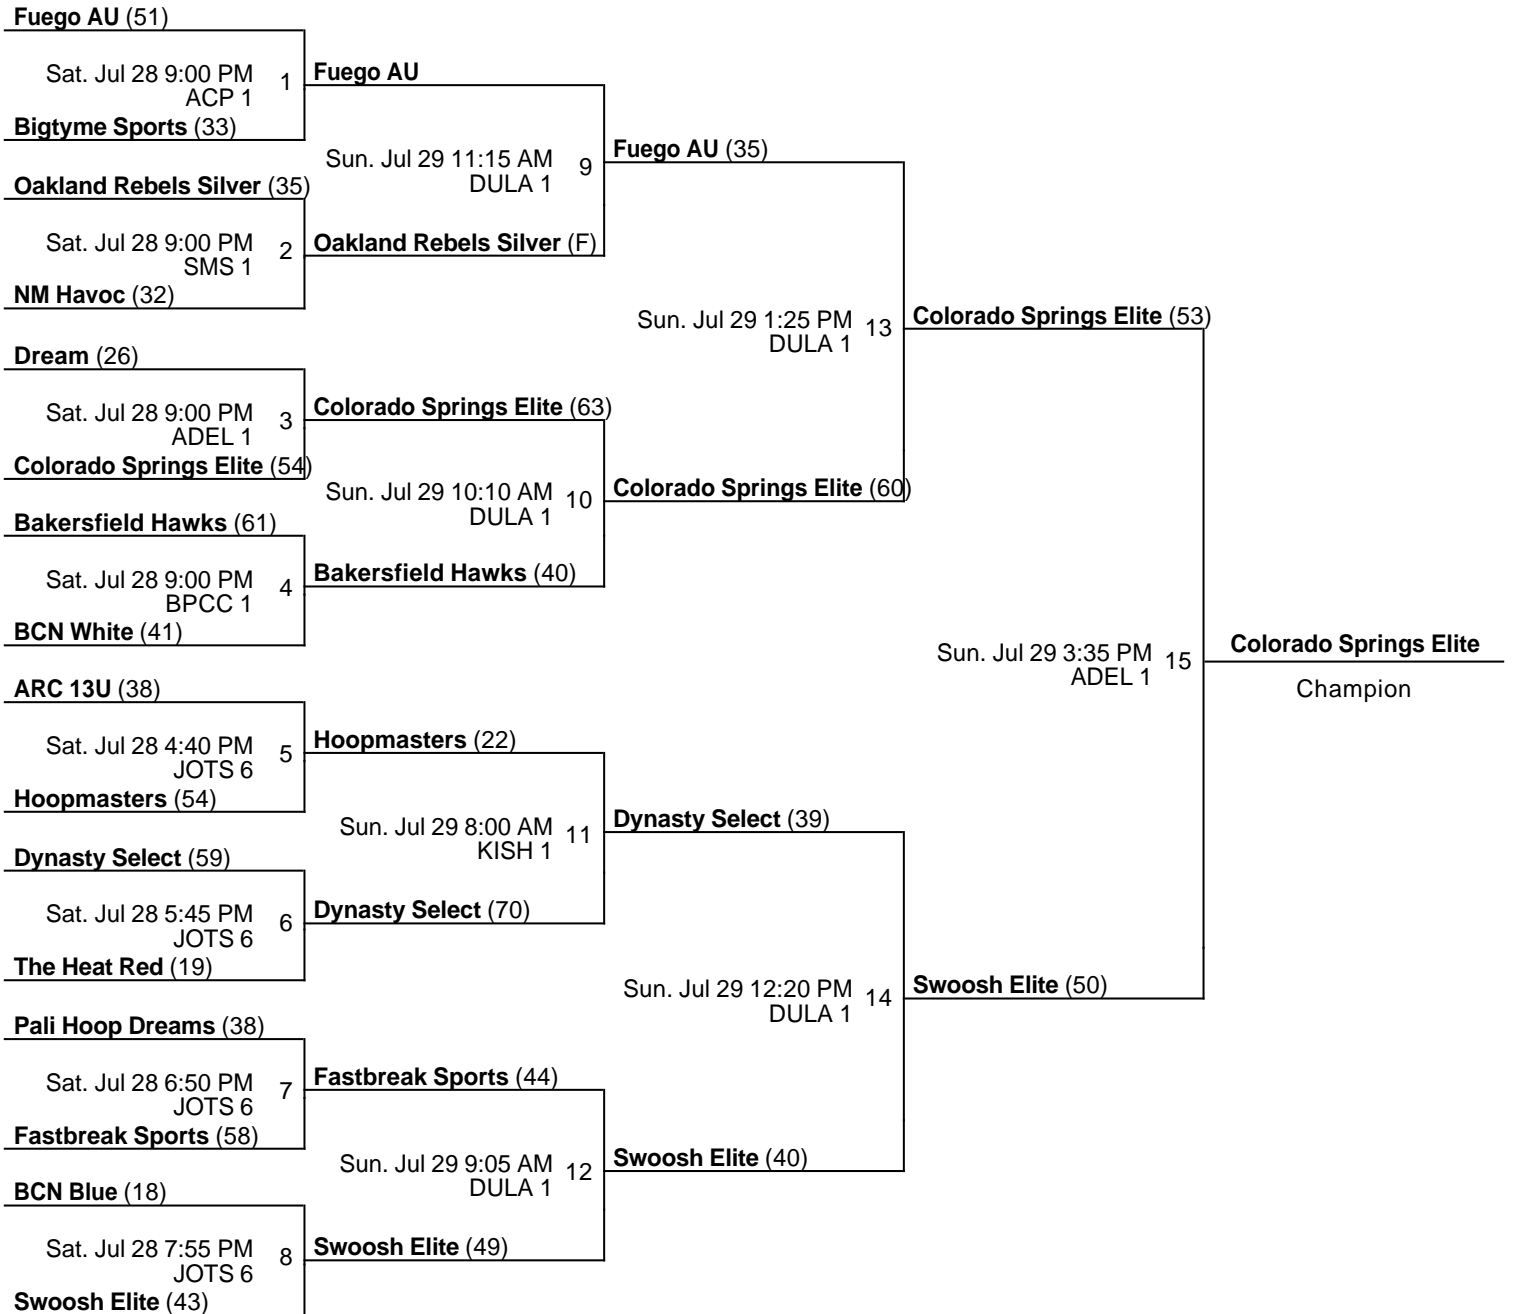 Fuego AU (51)
Sat. Jul 28 9:00 PM
ACP 1
1
Bigtyme Sports (33)
Oakland Rebels Silver (35)
Sat. Jul 28 9:00 PM
SMS 1
2
NM Havoc (32)
Dream (26)
Sat. Jul 28 9:00 PM
ADEL 1
3
Colorado Springs Elite (54)
Bakersfield Hawks (61)
Sat. Jul 28 9:00 PM
BPCC 1
4
BCN White (41)
ARC 13U (38)
Sat. Jul 28 4:40 PM
JOTS 6
5
Hoopmasters (54)
Dynasty Select (59)
Sat. Jul 28 5:45 PM
JOTS 6
6
The Heat Red (19)
Pali Hoop Dreams (38)
Sat. Jul 28 6:50 PM
JOTS 6
7
Fastbreak Sports (58)
BCN Blue (18)
Sat. Jul 28 7:55 PM
JOTS 6
8
Swoosh Elite (43)
Fuego AU
Sun. Jul 29 11:15 AM
DULA 1
9
Oakland Rebels Silver (F)
Colorado Springs Elite (63)
Sun. Jul 29 10:10 AM
DULA 1
10
Bakersfield Hawks (40)
Hoopmasters (22)
Sun. Jul 29 8:00 AM
KISH 1
11
Dynasty Select (70)
Fastbreak Sports (44)
Sun. Jul 29 9:05 AM
DULA 1
12
Swoosh Elite (49)
Fuego AU (35)
Sun. Jul 29 1:25 PM
DULA 1
13
Colorado Springs Elite (60)
Dynasty Select (39)
Sun. Jul 29 12:20 PM
DULA 1
14
Swoosh Elite (40)
Colorado Springs Elite (53)
Sun. Jul 29 3:35 PM
ADEL 1
15
Swoosh Elite (50)
Colorado Springs Elite
Champion